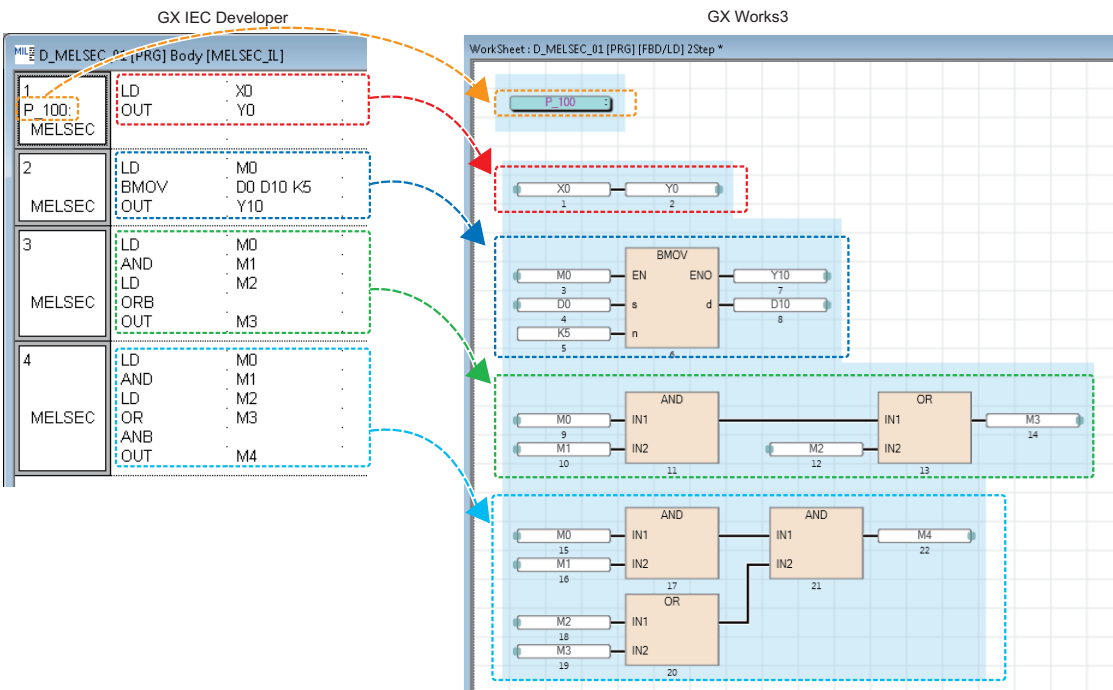 GX IEC Developer
GX Works3
MIL D_MELSEC_01 [PRG] Body [MELSEC_IL]
1
P_100:
MELSEC
LD X0
OUT Y0
2
MELSEC
LD M0
BMOV D0 D10 K5
OUT Y10
3
MELSEC
LD M0
AND M1
LD M2
ORB
OUT M3
4
MELSEC
LD M0
AND M1
LD M2
OR M3
ANB
OUT M4
WorkSheet : D_MELSEC_01 [PRG] [FBD/LD] 2Step *
P_100 :
X0 Y0
1 2
BMOV
M0 EN ENO Y10
3 7
D0 s d D10
4 8
K5 n
5 6
AND OR
M0 IN1 IN1 M3
9 14
M1 IN2 M2 IN2
10 11 12 13
AND AND
M0 IN1 IN1 M4
15 22
M1 IN2 IN2
16 17 21
OR
M2 IN1
18
M3 IN2
19 20